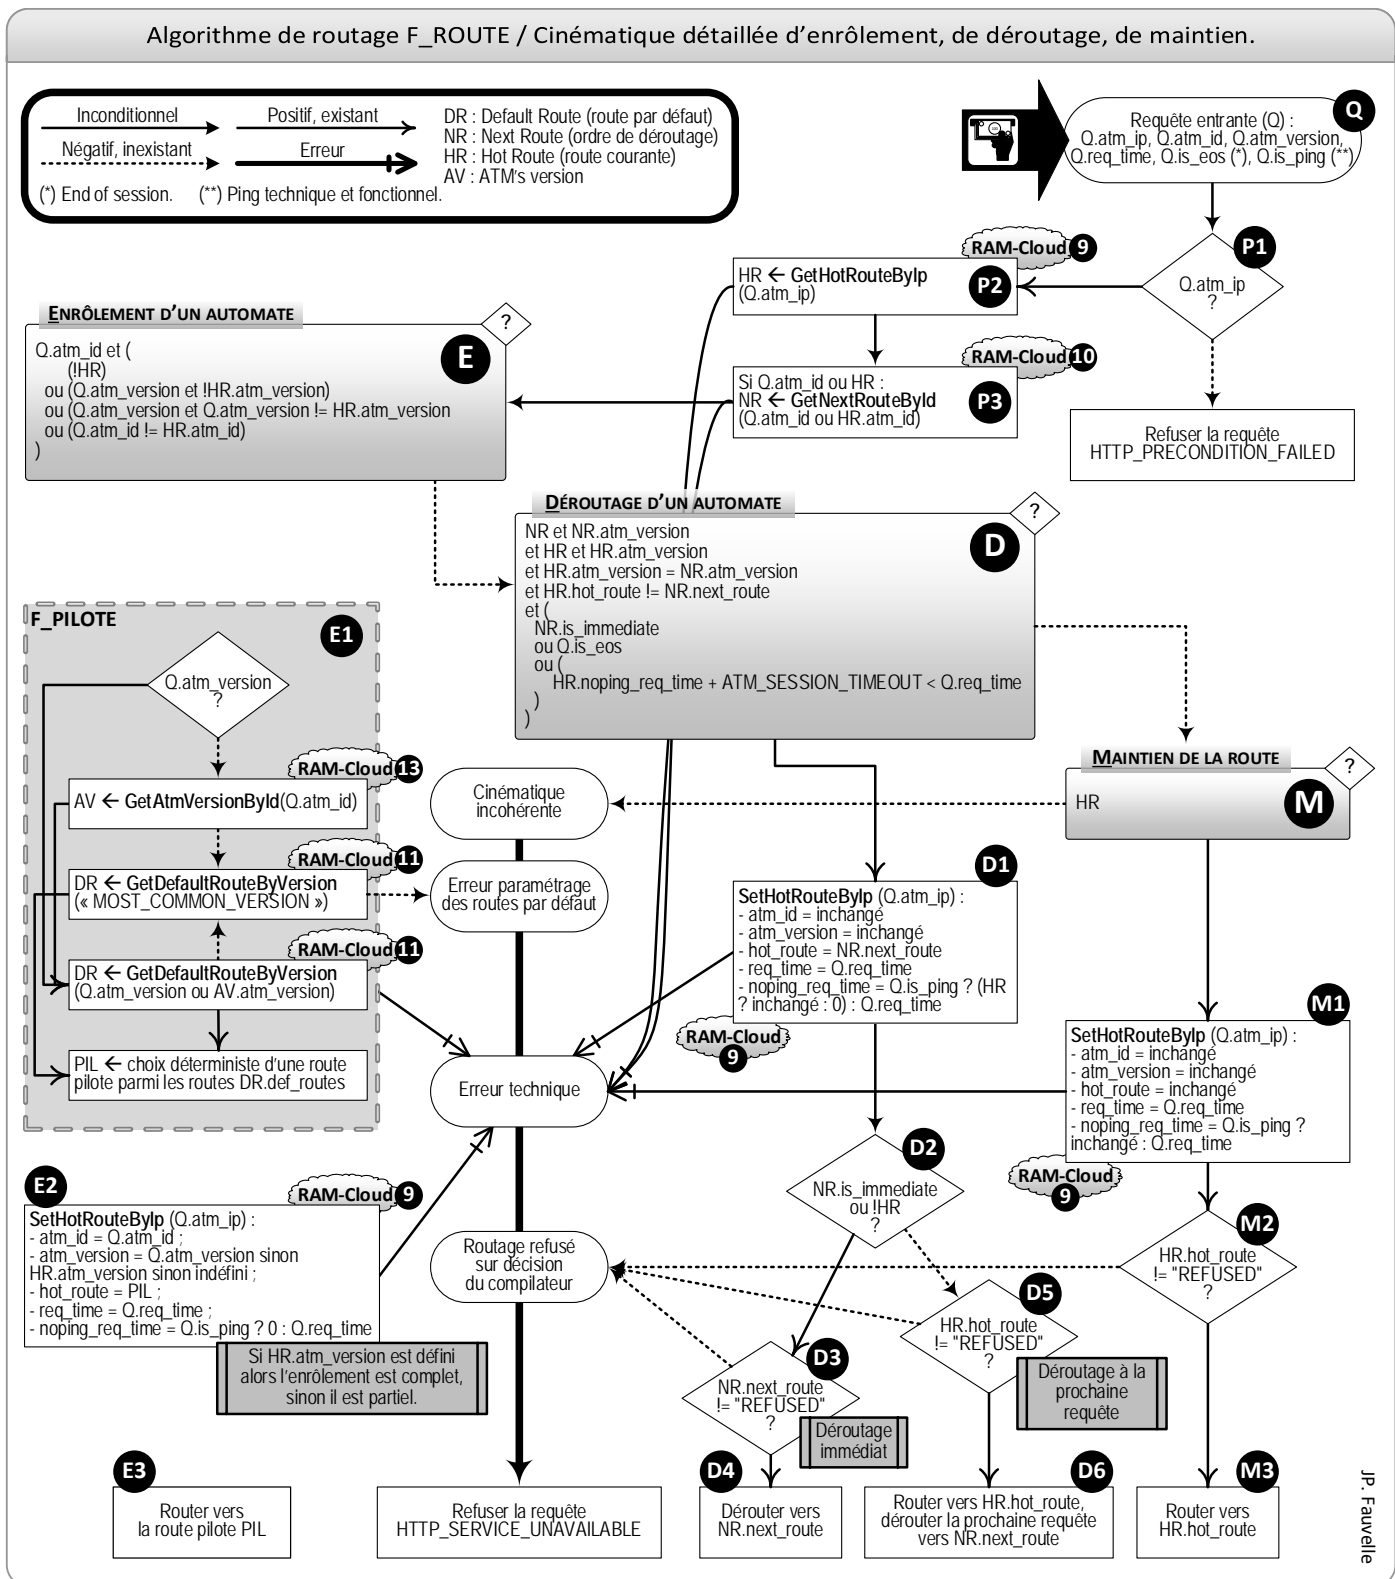 Algorithme de routage F_ROUTE / Cinématique détaillée d'enrôlement, de déroutage, de maintien.
Inconditionnel
Positif, existant
Négatif, inexistant
Erreur
DR : Default Route (route par défaut)
NR : Next Route (ordre de déroutage)
HR : Hot Route (route courante)
AV : ATM's version
(*) End of session.
(**) Ping technique et fonctionnel.
Q
Requête entrante (Q) :
Q.atm_ip, Q.atm_id, Q.atm_version,
Q.req_time, Q.is_eos (*), Q.is_ping (**)
P1
Q.atm_ip
?
RAM-Cloud 9
P2
HR ← GetHotRouteByIp
(Q.atm_ip)
RAM-Cloud 10
P3
Si Q.atm_id ou HR :
NR ← GetNextRouteById
(Q.atm_id ou HR.atm_id)
Refuser la requête
HTTP_PRECONDITION_FAILED
ENRÔLEMENT D'UN AUTOMATE
?
E
Q.atm_id et (
(!HR)
ou (Q.atm_version et !HR.atm_version)
ou (Q.atm_version et Q.atm_version != HR.atm_version
ou (Q.atm_id != HR.atm_id)
)
DÉROUTAGE D'UN AUTOMATE
?
D
NR et NR.atm_version
et HR et HR.atm_version
et HR.atm_version = NR.atm_version
et HR.hot_route != NR.next_route
et (
NR.is_immediate
ou Q.is_eos
ou (
HR.noping_req_time + ATM_SESSION_TIMEOUT < Q.req_time
)
)
F_PILOTE
E1
Q.atm_version
?
RAM-Cloud 13
AV ← GetAtmVersionById(Q.atm_id)
RAM-Cloud 11
DR ← GetDefaultRouteByVersion
(« MOST_COMMON_VERSION »)
RAM-Cloud 11
DR ← GetDefaultRouteByVersion
(Q.atm_version ou AV.atm_version)
PIL ← choix déterministe d'une route
pilote parmi les routes DR.def_routes
Cinématique
incohérente
Erreur paramétrage
des routes par défaut
Erreur technique
Routage refusé
sur décision
du compilateur
MAINTIEN DE LA ROUTE
?
M
HR
D1
SetHotRouteByIp (Q.atm_ip) :
- atm_id = inchangé
- atm_version = inchangé
- hot_route = NR.next_route
- req_time = Q.req_time
- noping_req_time = Q.is_ping ? (HR
? inchangé : 0) : Q.req_time
RAM-Cloud
9
M1
SetHotRouteByIp (Q.atm_ip) :
- atm_id = inchangé
- atm_version = inchangé
- hot_route = inchangé
- req_time = Q.req_time
- noping_req_time = Q.is_ping ?
inchangé : Q.req_time
RAM-Cloud
9
E2
RAM-Cloud 9
SetHotRouteByIp (Q.atm_ip) :
- atm_id = Q.atm_id ;
- atm_version = Q.atm_version sinon
HR.atm_version sinon indéfini ;
- hot_route = PIL ;
- req_time = Q.req_time ;
- noping_req_time = Q.is_ping ? 0 : Q.req_time
Si HR.atm_version est défini
alors l'enrôlement est complet,
sinon il est partiel.
D2
NR.is_immediate
ou !HR
?
M2
HR.hot_route
!= "REFUSED"
?
D5
HR.hot_route
!= "REFUSED"
?
Déroutage à la
prochaine
requête
D3
NR.next_route
!= "REFUSED"
?
Déroutage
immédiat
E3
Router vers
la route pilote PIL
Refuser la requête
HTTP_SERVICE_UNAVAILABLE
D4
Dérouter vers
NR.next_route
D6
Router vers HR.hot_route,
dérouter la prochaine requête
vers NR.next_route
M3
Router vers
HR.hot_route
JP. Fauvelle